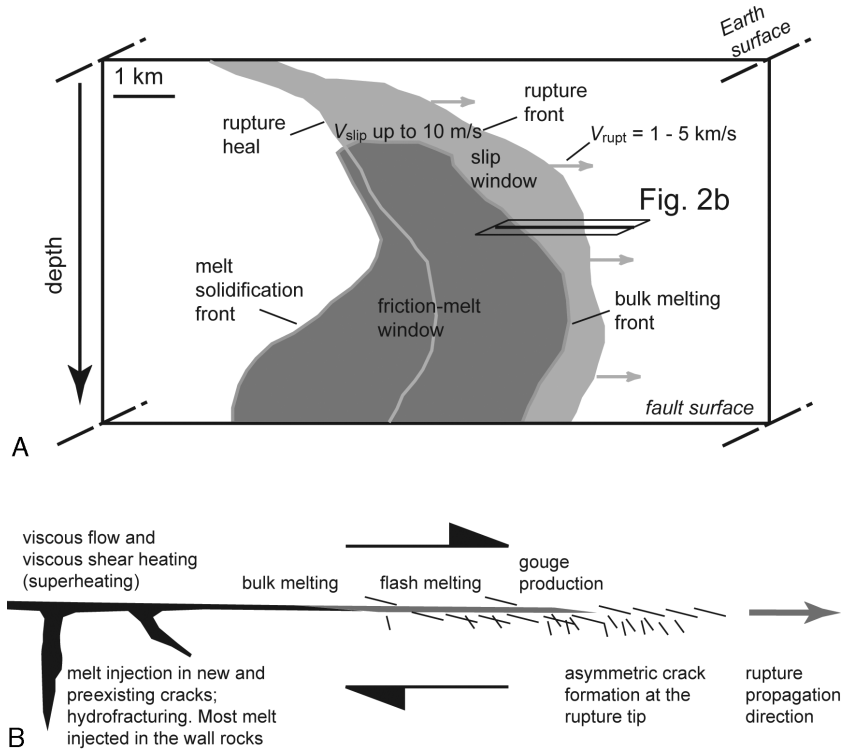 Earth
surface
1 km
rupture
heal
V_slip up to 10 m/s
rupture
front
V_rupt = 1 - 5 km/s
slip
window
Fig. 2b
depth
melt
solidification
front
friction-melt
window
bulk melting
front
fault surface
A
viscous flow and
viscous shear heating
(superheating)
bulk melting
flash melting
gouge
production
melt injection in new and
preexisting cracks;
hydrofracturing. Most melt
injected in the wall rocks
asymmetric crack
formation at the
rupture tip
rupture
propagation
direction
B